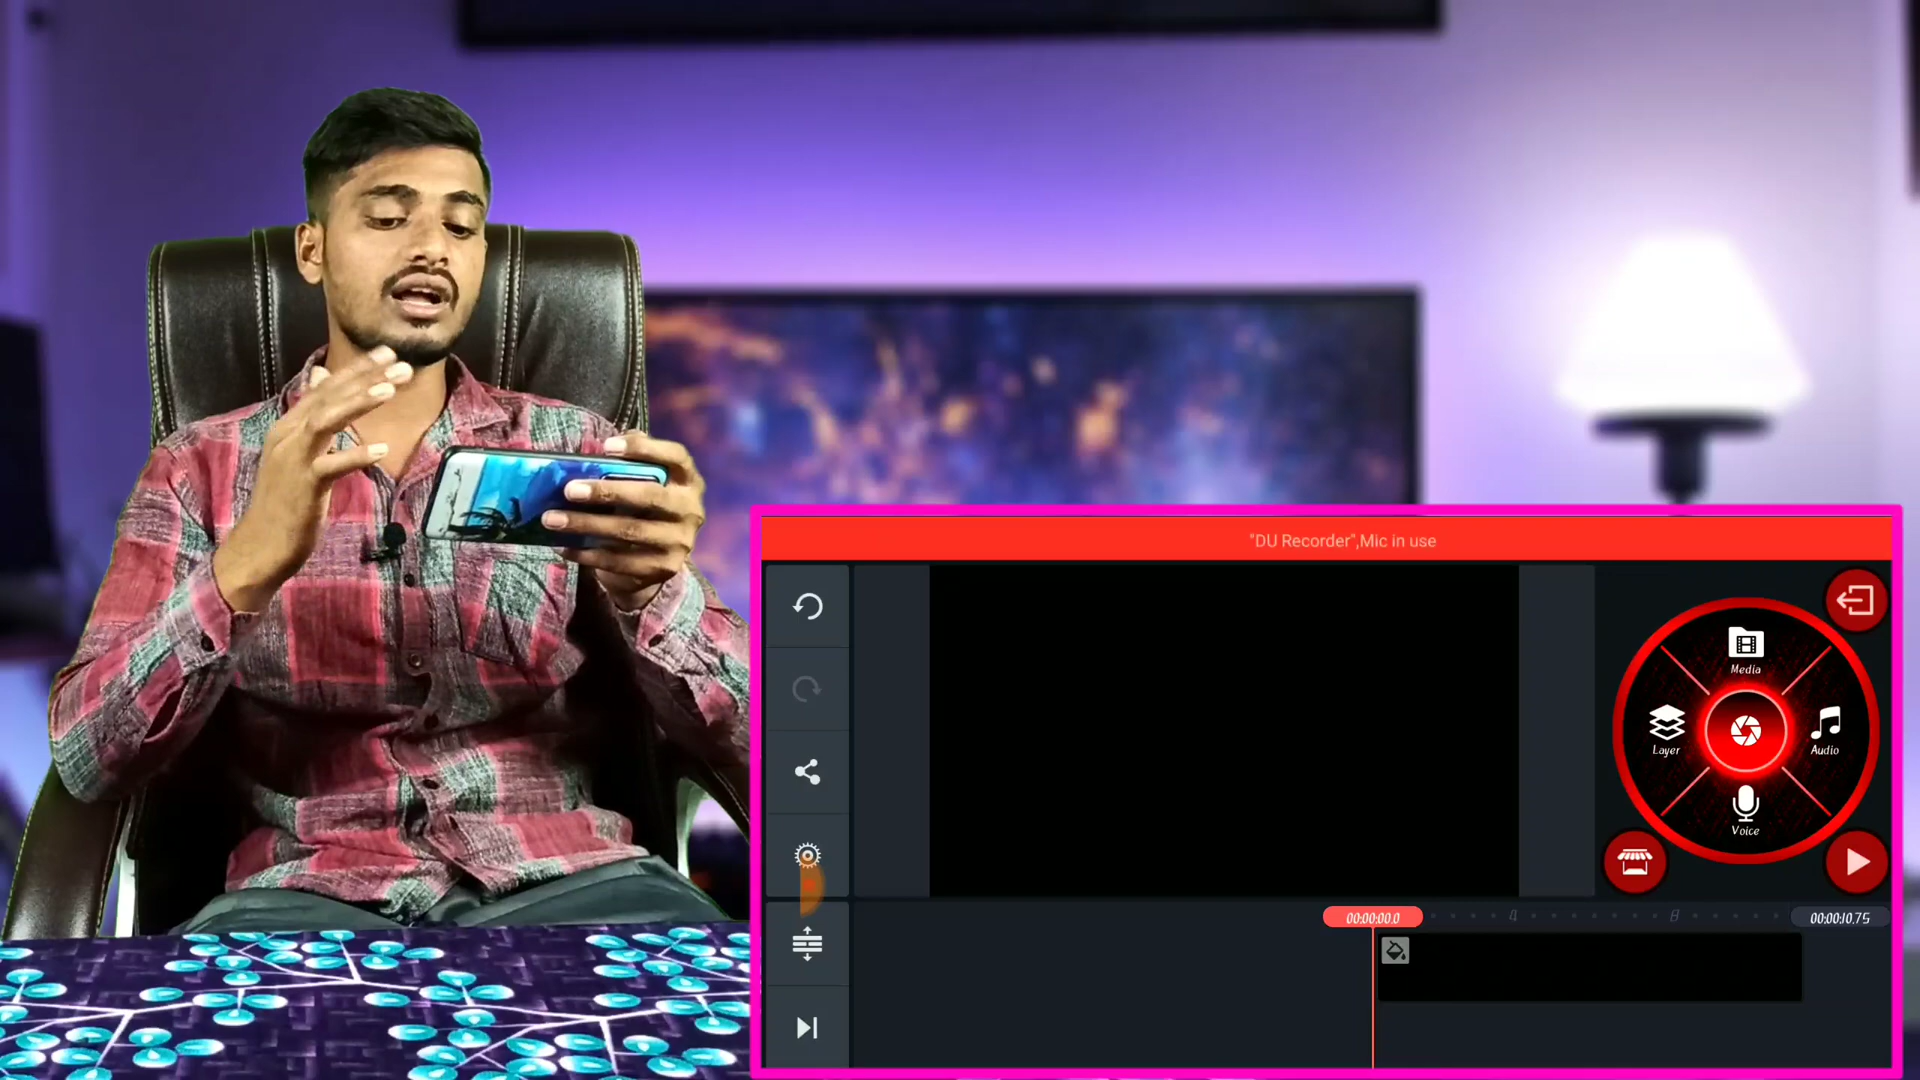 "DU Recorder",Mic in use
Media
Layer
Audio
Voice
00:00:00.0
4
8
00:00:10.75